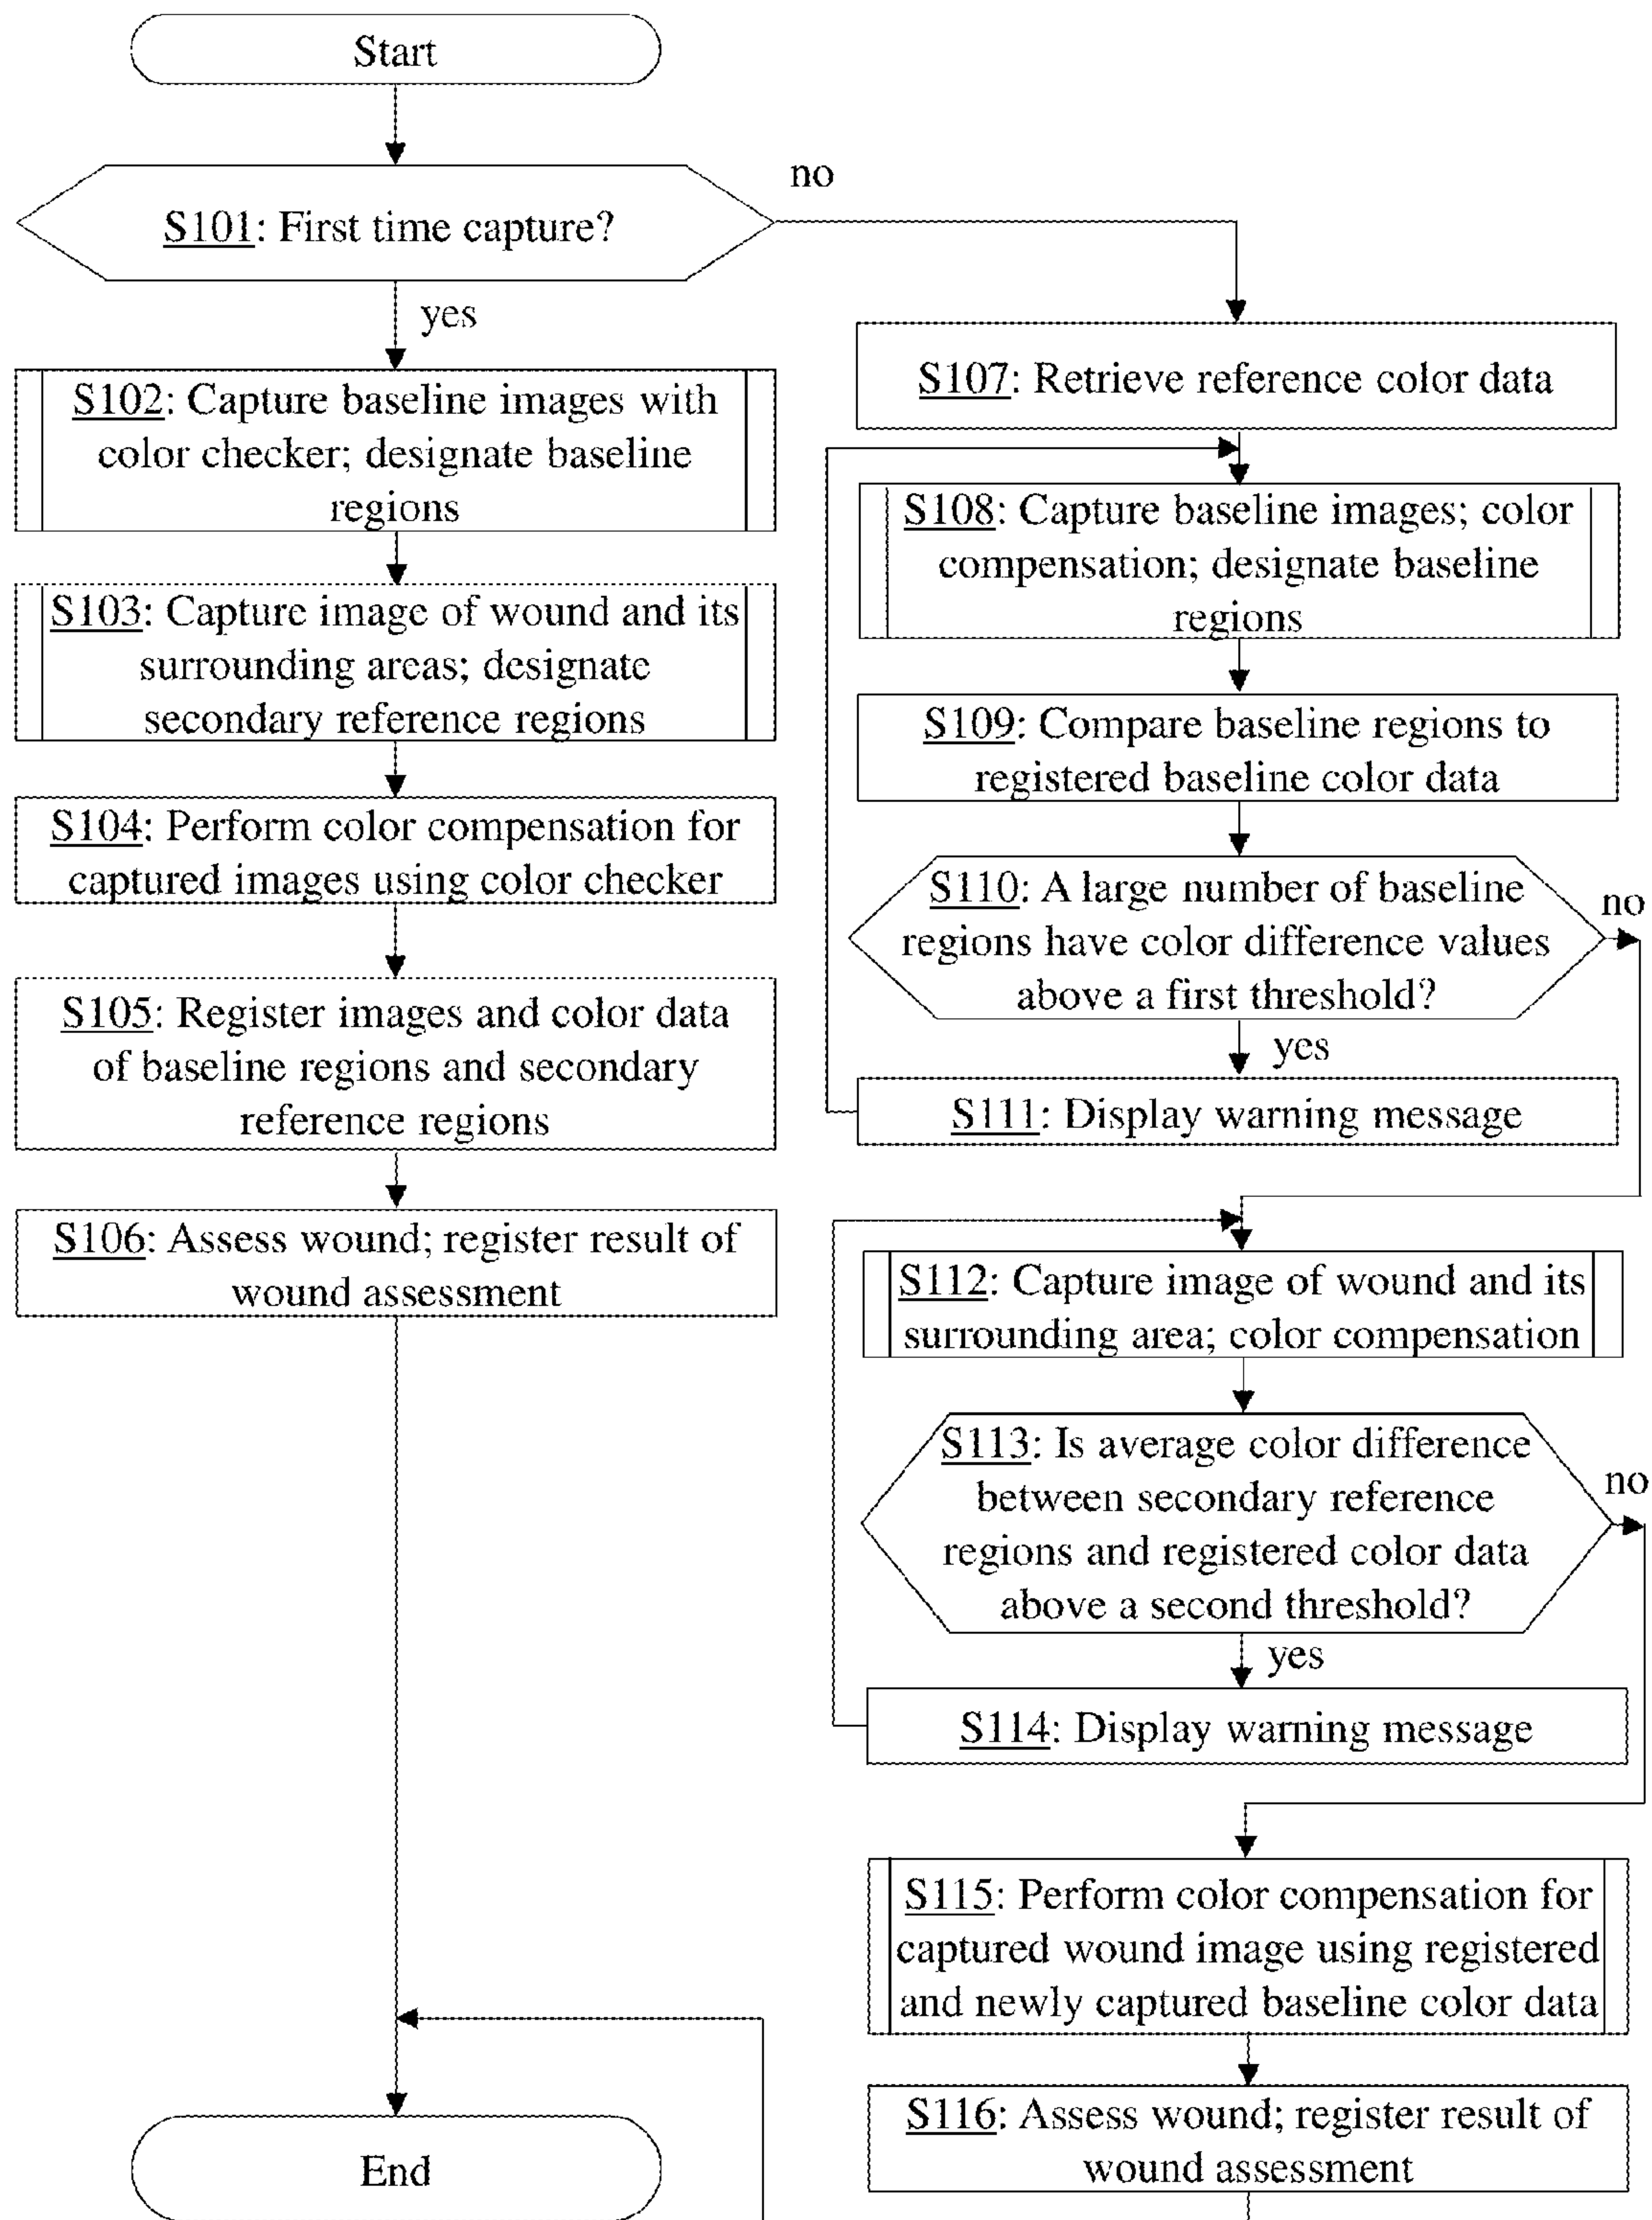 Start
S101: First time capture?
no
yes
S102: Capture baseline images with
color checker; designate baseline
regions
S103: Capture image of wound and its
surrounding areas; designate
secondary reference regions
S104: Perform color compensation for
captured images using color checker
S105: Register images and color data
of baseline regions and secondary
reference regions
S106: Assess wound; register result of
wound assessment
End
S107: Retrieve reference color data
S108: Capture baseline images; color
compensation; designate baseline
regions
S109: Compare baseline regions to
registered baseline color data
S110: A large number of baseline
regions have color difference values
above a first threshold?
no
yes
S111: Display warning message
S112: Capture image of wound and its
surrounding area; color compensation
S113: Is average color difference
between secondary reference
regions and registered color data
above a second threshold?
no
yes
S114: Display warning message
S115: Perform color compensation for
captured wound image using registered
and newly captured baseline color data
S116: Assess wound; register result of
wound assessment